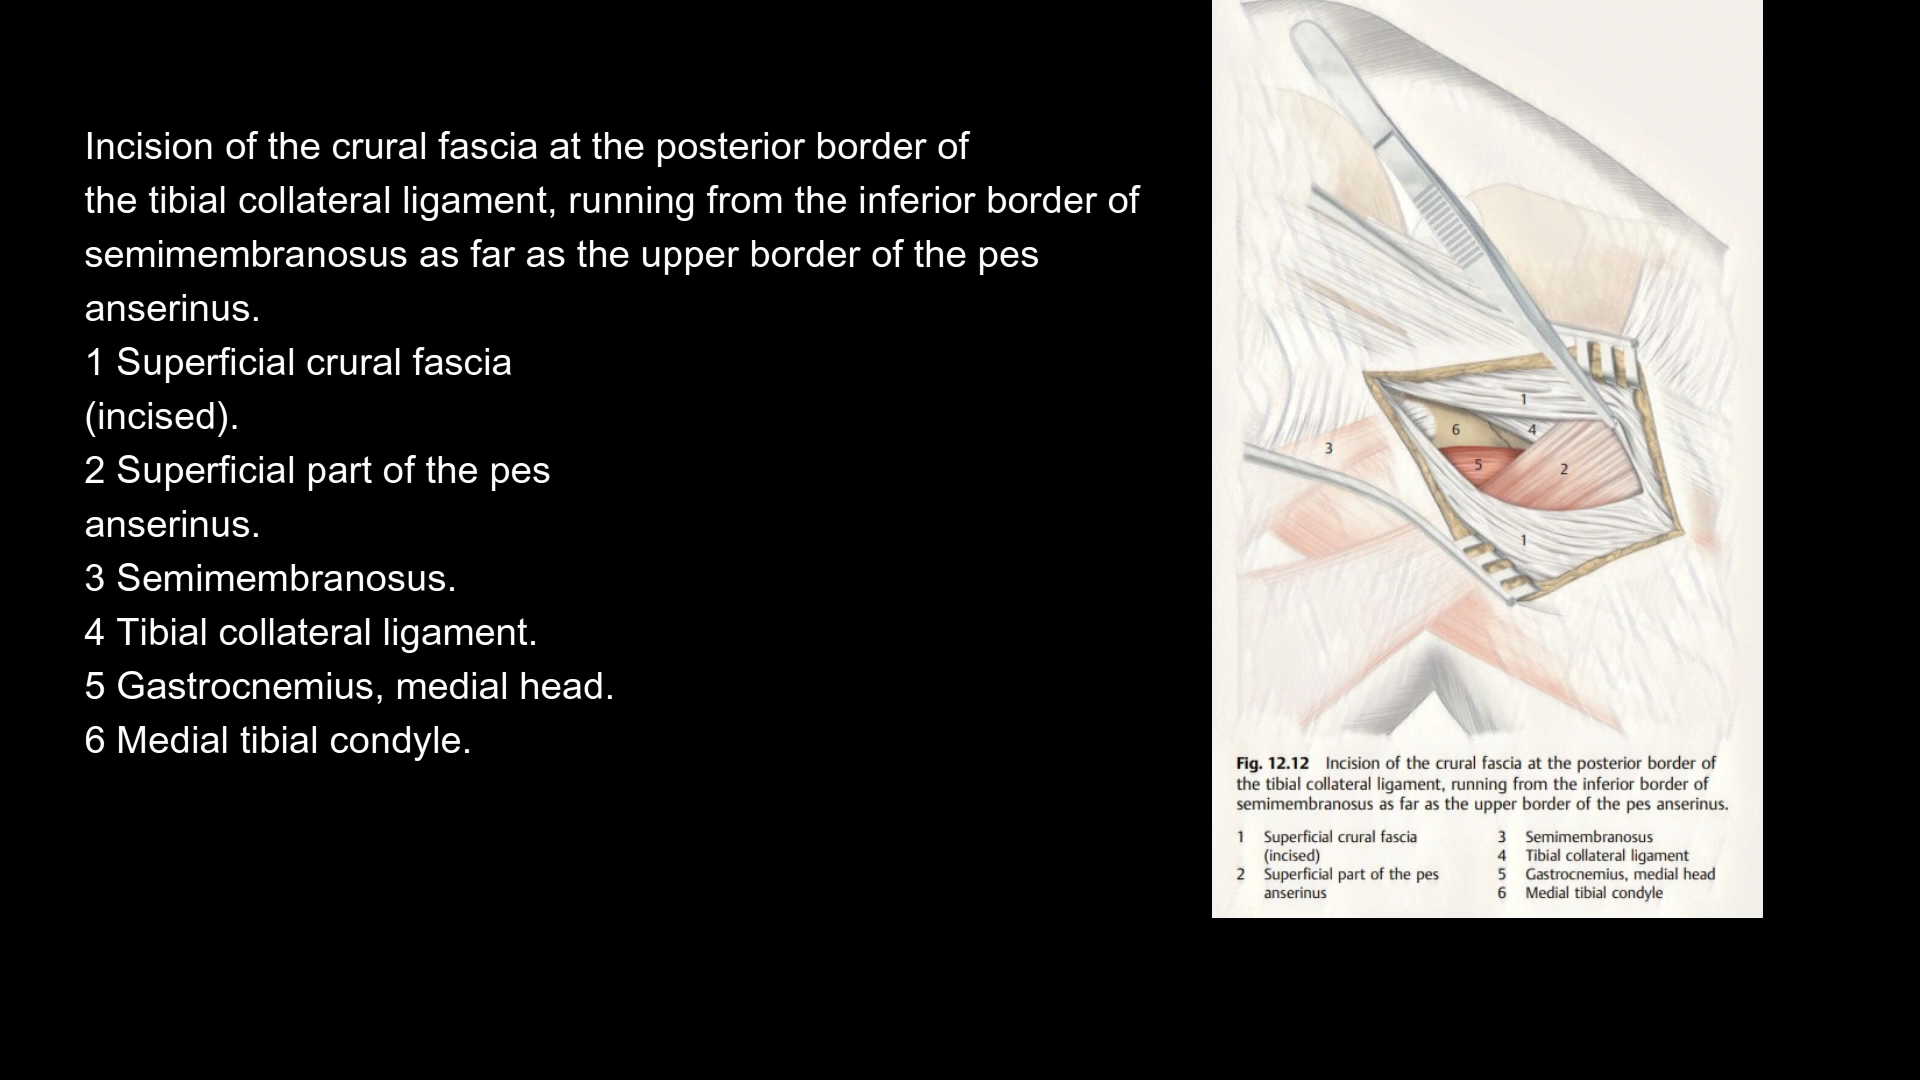 Incision of the crural fascia at the posterior border of
the tibial collateral ligament, running from the inferior border of
semimembranosus as far as the upper border of the pes
anserinus.
1 Superficial crural fascia
(incised).
2 Superficial part of the pes
anserinus.
3 Semimembranosus.
4 Tibial collateral ligament.
5 Gastrocnemius, medial head.
6 Medial tibial condyle.
1
6
4
3
5
2
1
Fig. 12.12 Incision of the crural fascia at the posterior border of
the tibial collateral ligament, running from the inferior border of
semimembranosus as far as the upper border of the pes anserinus.
1 Superficial crural fascia
(incised)
2 Superficial part of the pes
anserinus
3 Semimembranosus
4 Tibial collateral ligament
5 Gastrocnemius, medial head
6 Medial tibial condyle